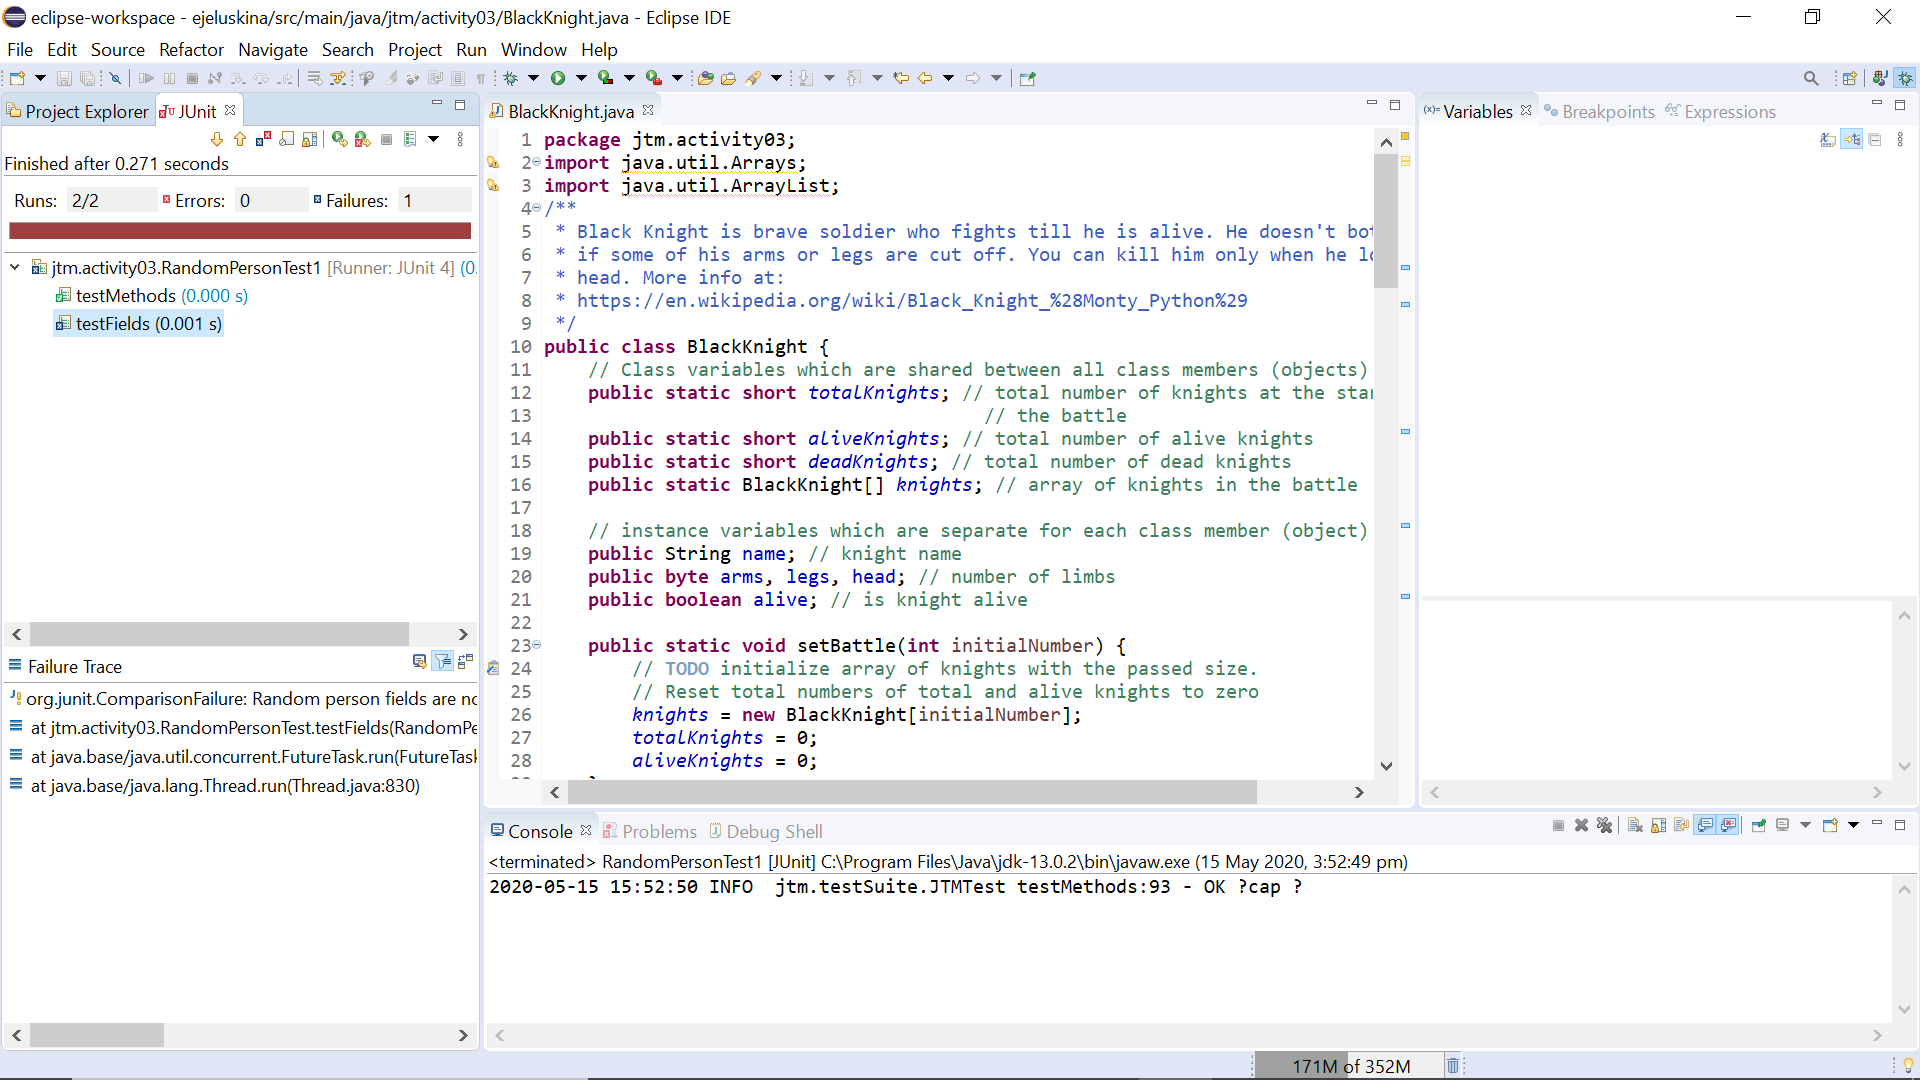 eclipse-workspace - ejeluskina/src/main/java/jtm/activity03/BlackKnight.java - Eclipse IDE
File Edit Source Refactor Navigate Search Project Run Window Help
Project Explorer
JUnit
Finished after 0.271 seconds
Runs: 2/2 Errors: 0 Failures: 1
jtm.activity03.RandomPersonTest1 [Runner: JUnit 4] (0.
testMethods (0.000 s)
testFields (0.001 s)
Failure Trace
org.junit.ComparisonFailure: Random person fields are no
at jtm.activity03.RandomPersonTest.testFields(RandomPe
at java.base/java.util.concurrent.FutureTask.run(FutureTask
at java.base/java.lang.Thread.run(Thread.java:830)
BlackKnight.java
1 package jtm.activity03;
2 import java.util.Arrays;
3 import java.util.ArrayList;
4 /**
5 * Black Knight is brave soldier who fights till he is alive. He doesn't bot
6 * if some of his arms or legs are cut off. You can kill him only when he lo
7 * head. More info at:
8 * https://en.wikipedia.org/wiki/Black_Knight_%28Monty_Python%29
9 */
10 public class BlackKnight {
11 // Class variables which are shared between all class members (objects)
12 public static short totalKnights; // total number of knights at the star
13 // the battle
14 public static short aliveKnights; // total number of alive knights
15 public static short deadKnights; // total number of dead knights
16 public static BlackKnight[] knights; // array of knights in the battle
17
18 // instance variables which are separate for each class member (object)
19 public String name; // knight name
20 public byte arms, legs, head; // number of limbs
21 public boolean alive; // is knight alive
22
23 public static void setBattle(int initialNumber) {
24 // TODO initialize array of knights with the passed size.
25 // Reset total numbers of total and alive knights to zero
26 knights = new BlackKnight[initialNumber];
27 totalKnights = 0;
28 aliveKnights = 0;
Variables Breakpoints Expressions
Console Problems Debug Shell
<terminated> RandomPersonTest1 [JUnit] C:\Program Files\Java\jdk-13.0.2\bin\javaw.exe (15 May 2020, 3:52:49 pm)
2020-05-15 15:52:50 INFO jtm.testSuite.JTMTest testMethods:93 - OK ?cap ?
171M of 352M